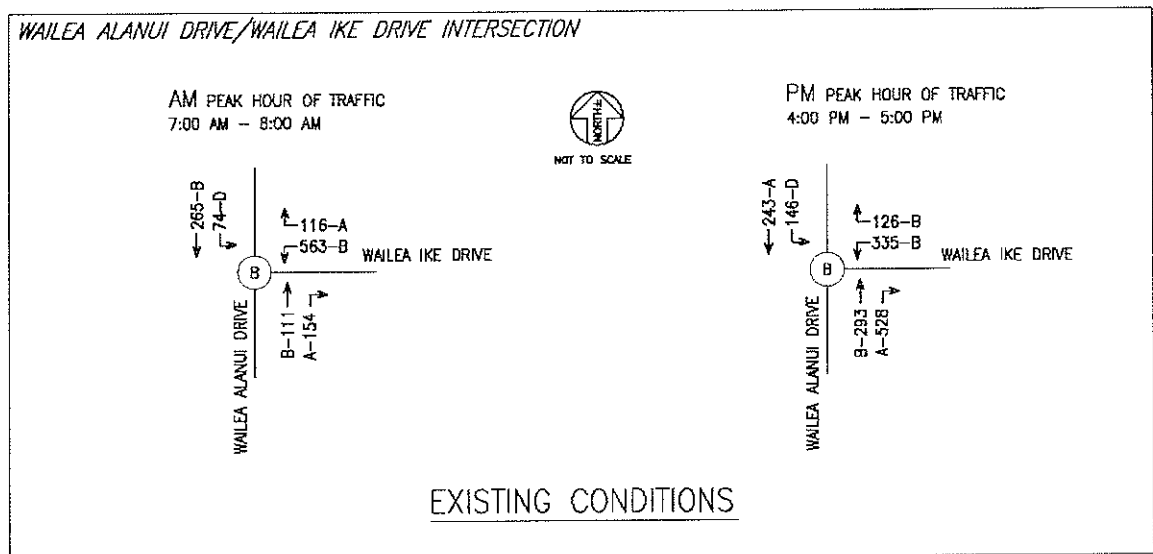 WAILEA ALANUI DRIVE/WAILEA IKE DRIVE INTERSECTION
AM PEAK HOUR OF TRAFFIC
7:00 AM - 8:00 AM
NORTH
NOT TO SCALE
PM PEAK HOUR OF TRAFFIC
4:00 PM - 5:00 PM
265-B
74-D
116-A
563-B
WAILEA IKE DRIVE
B
B-111
A-154
WAILEA ALANUI DRIVE
243-A
146-D
126-B
335-B
WAILEA IKE DRIVE
B
B-293
A-528
WAILEA ALANUI DRIVE
EXISTING CONDITIONS